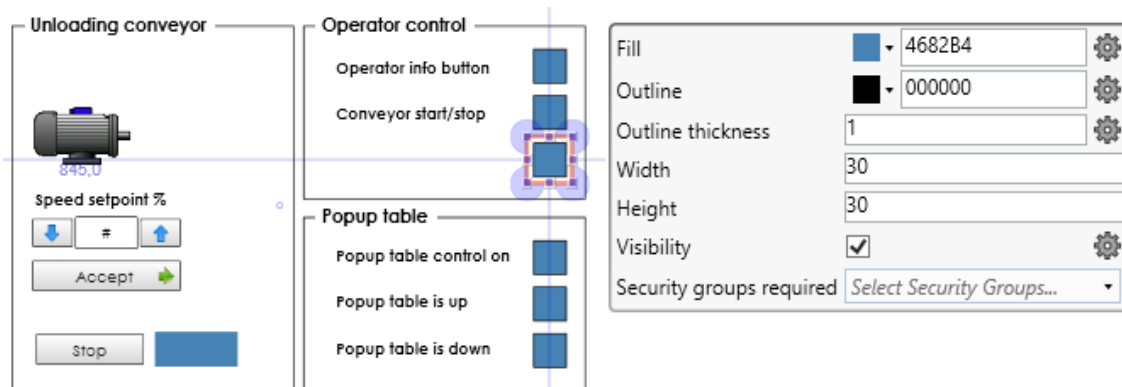 Unloading conveyor
845,0
Speed setpoint %
#
Accept
Stop
Operator control
Operator info button
Conveyor start/stop
Popup table
Popup table control on
Popup table is up
Popup table is down
Fill 4682B4
Outline 000000
Outline thickness 1
Width 30
Height 30
Visibility
Security groups required Select Security Groups...